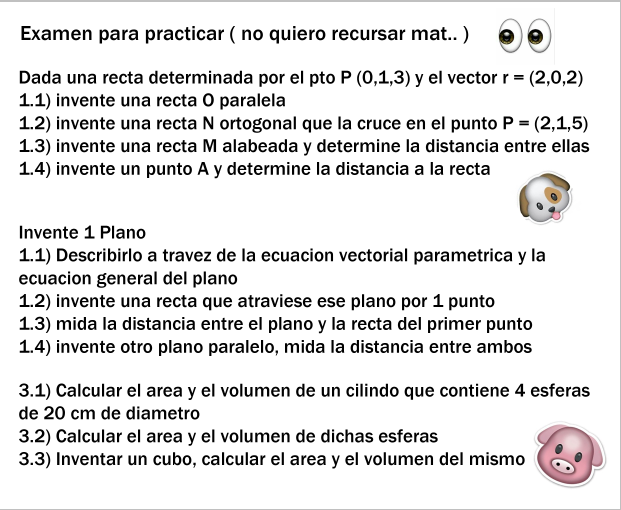 Examen para practicar ( no quiero recursar mat.. )
Dada una recta determinada por el pto P (0,1,3) y el vector r = (2,0,2)
1.1) invente una recta O paralela
1.2) invente una recta N ortogonal que la cruce en el punto P = (2,1,5)
1.3) invente una recta M alabeada y determine la distancia entre ellas
1.4) invente un punto A y determine la distancia a la recta
Invente 1 Plano
1.1) Describirlo a travez de la ecuacion vectorial parametrica y la
ecuacion general del plano
1.2) invente una recta que atraviese ese plano por 1 punto
1.3) mida la distancia entre el plano y la recta del primer punto
1.4) invente otro plano paralelo, mida la distancia entre ambos
3.1) Calcular el area y el volumen de un cilindo que contiene 4 esferas
de 20 cm de diametro
3.2) Calcular el area y el volumen de dichas esferas
3.3) Inventar un cubo, calcular el area y el volumen del mismo